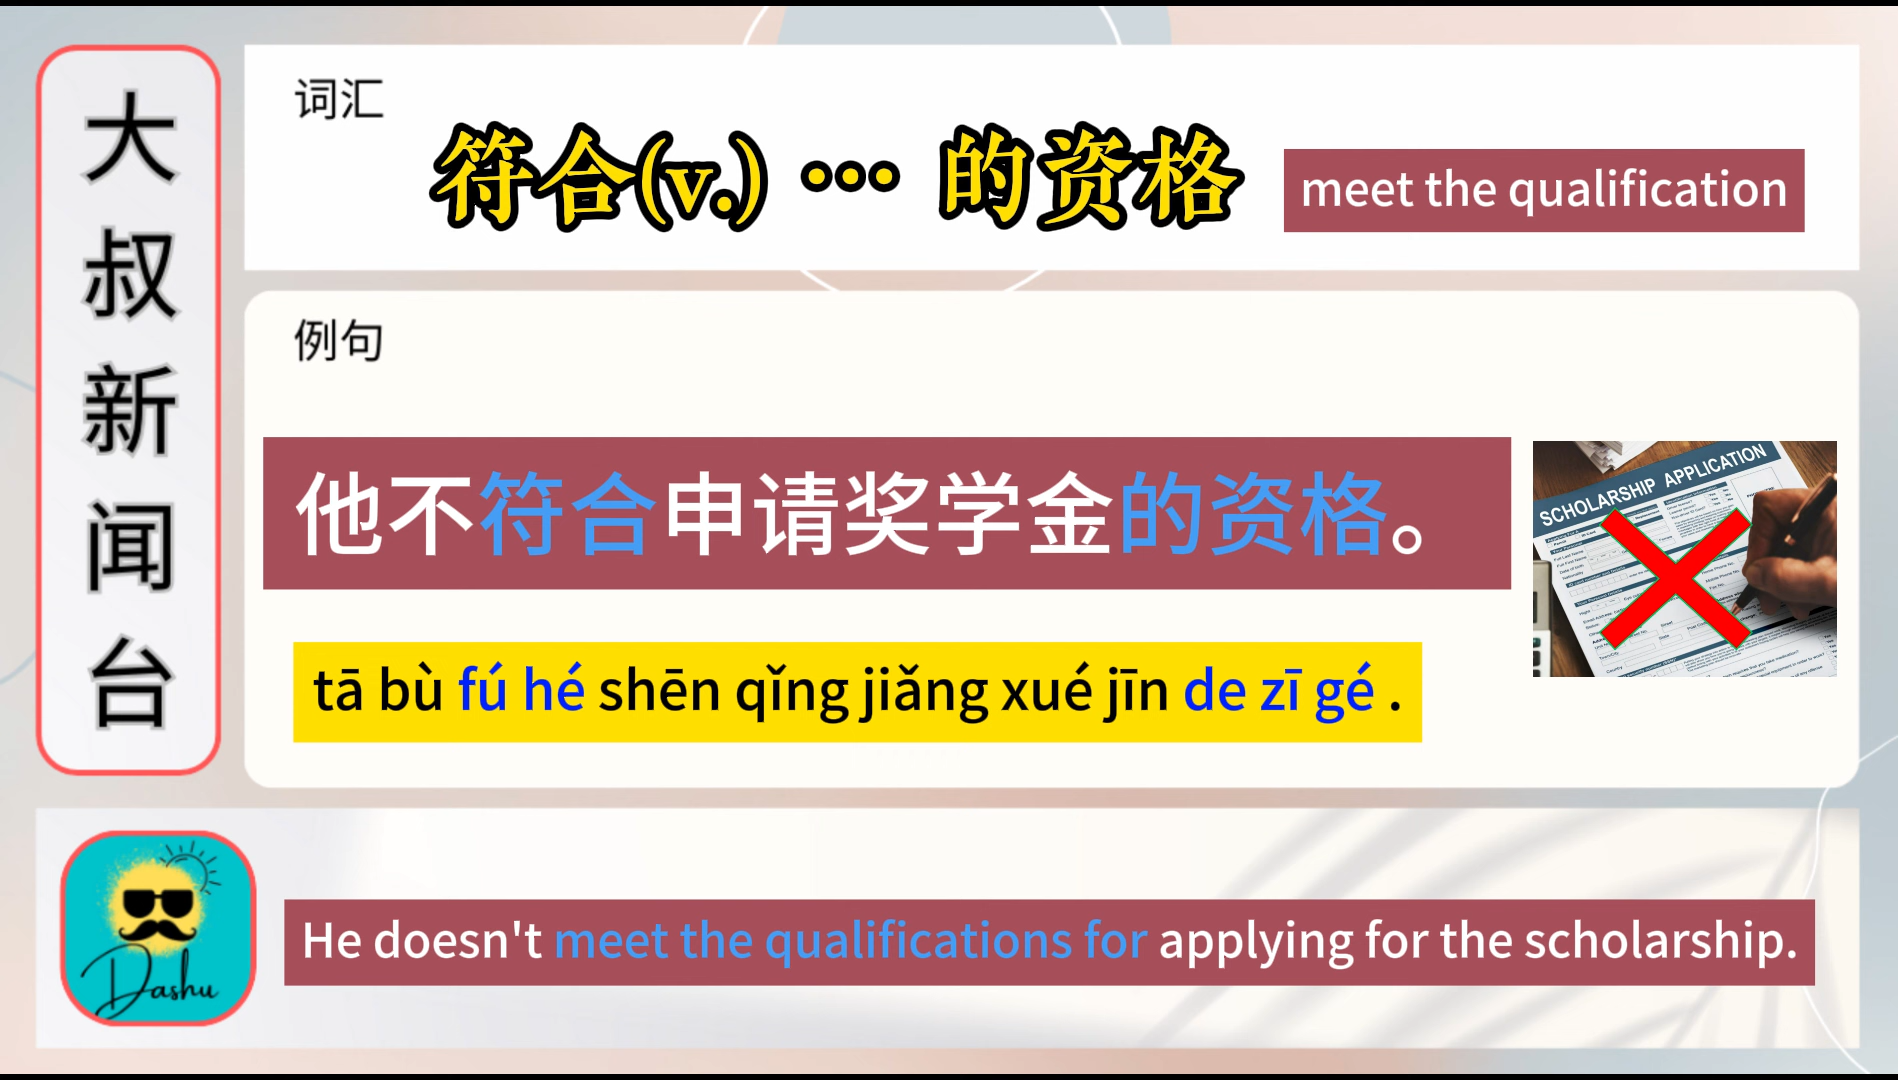 大叔新闻台
词汇
符合(v.) ··· 的资格
meet the qualification
例句
他不符合申请奖学金的资格。
SCHOLARSHIP APPLICATION
tā bù fú hé shēn qǐng jiǎng xué jīn de zī gé .
Dashu
He doesn't meet the qualifications for applying for the scholarship.